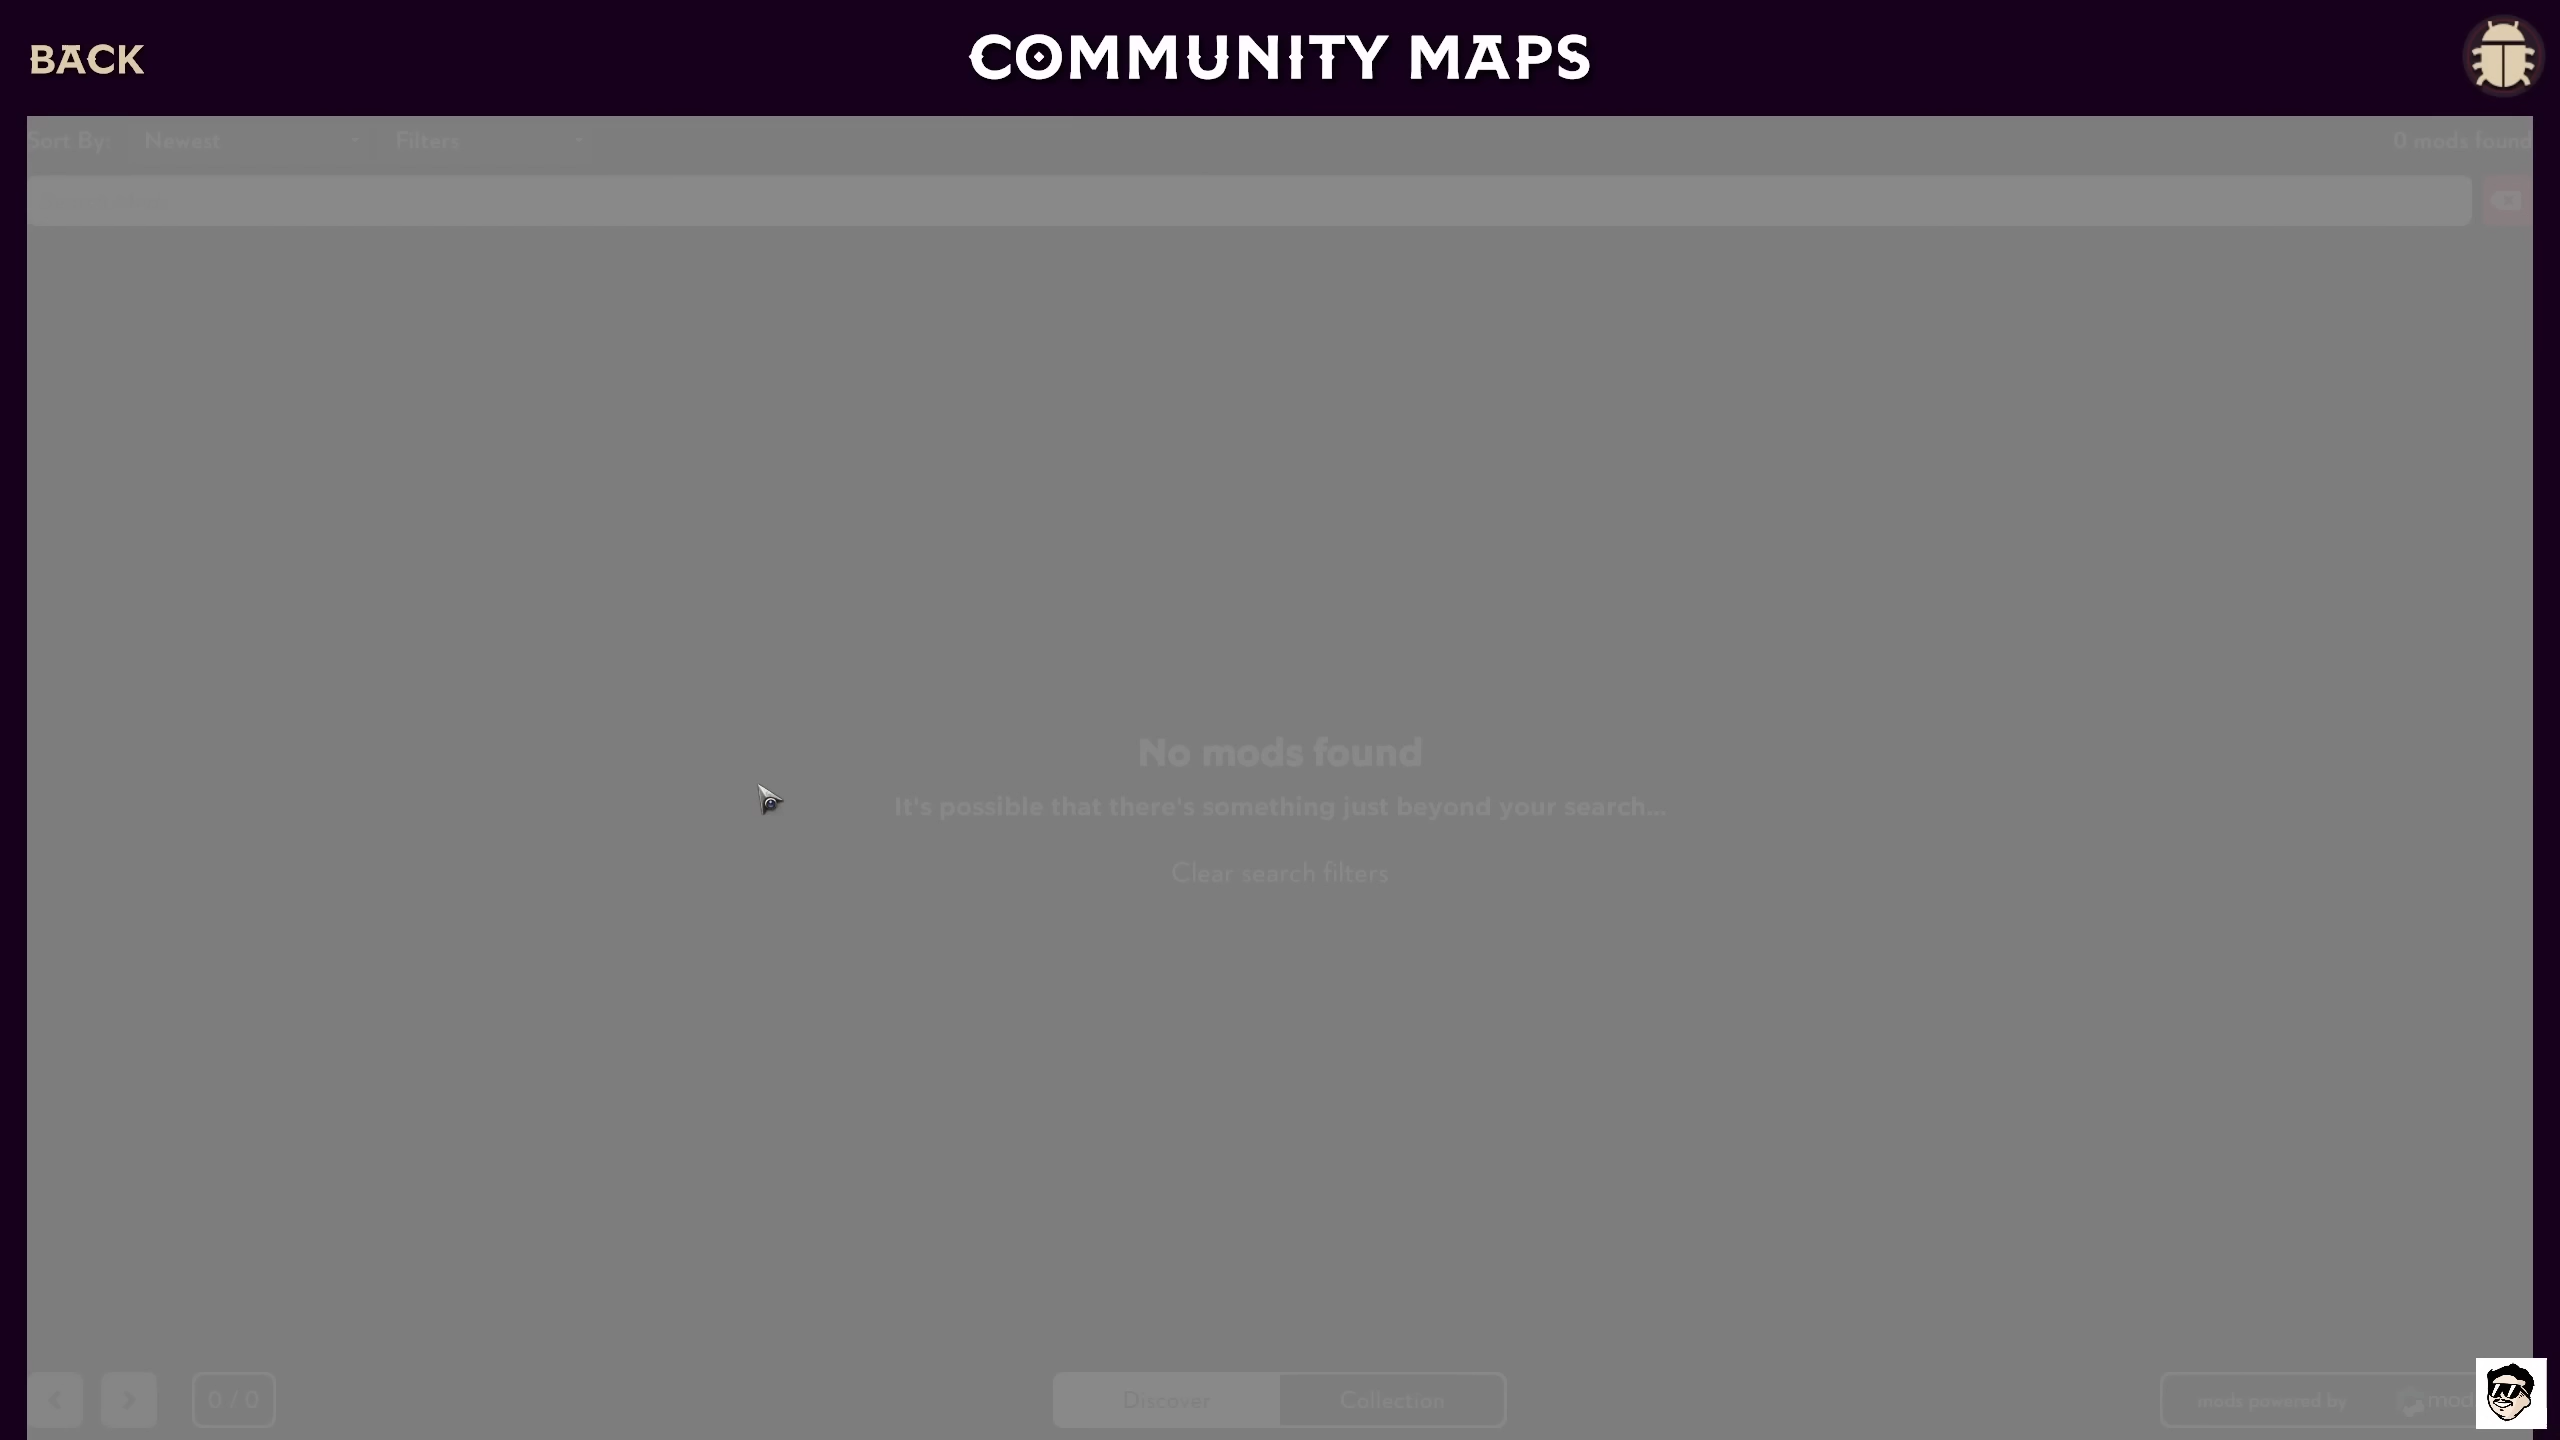 BACK
COMMUNITY MAPS
Sort By:
Newest
Filters
0 mods found
No mods found
It's possible that there's something just beyond your search...
Clear search filters
0 / 0
Discover
Collection
mods powered by
mod